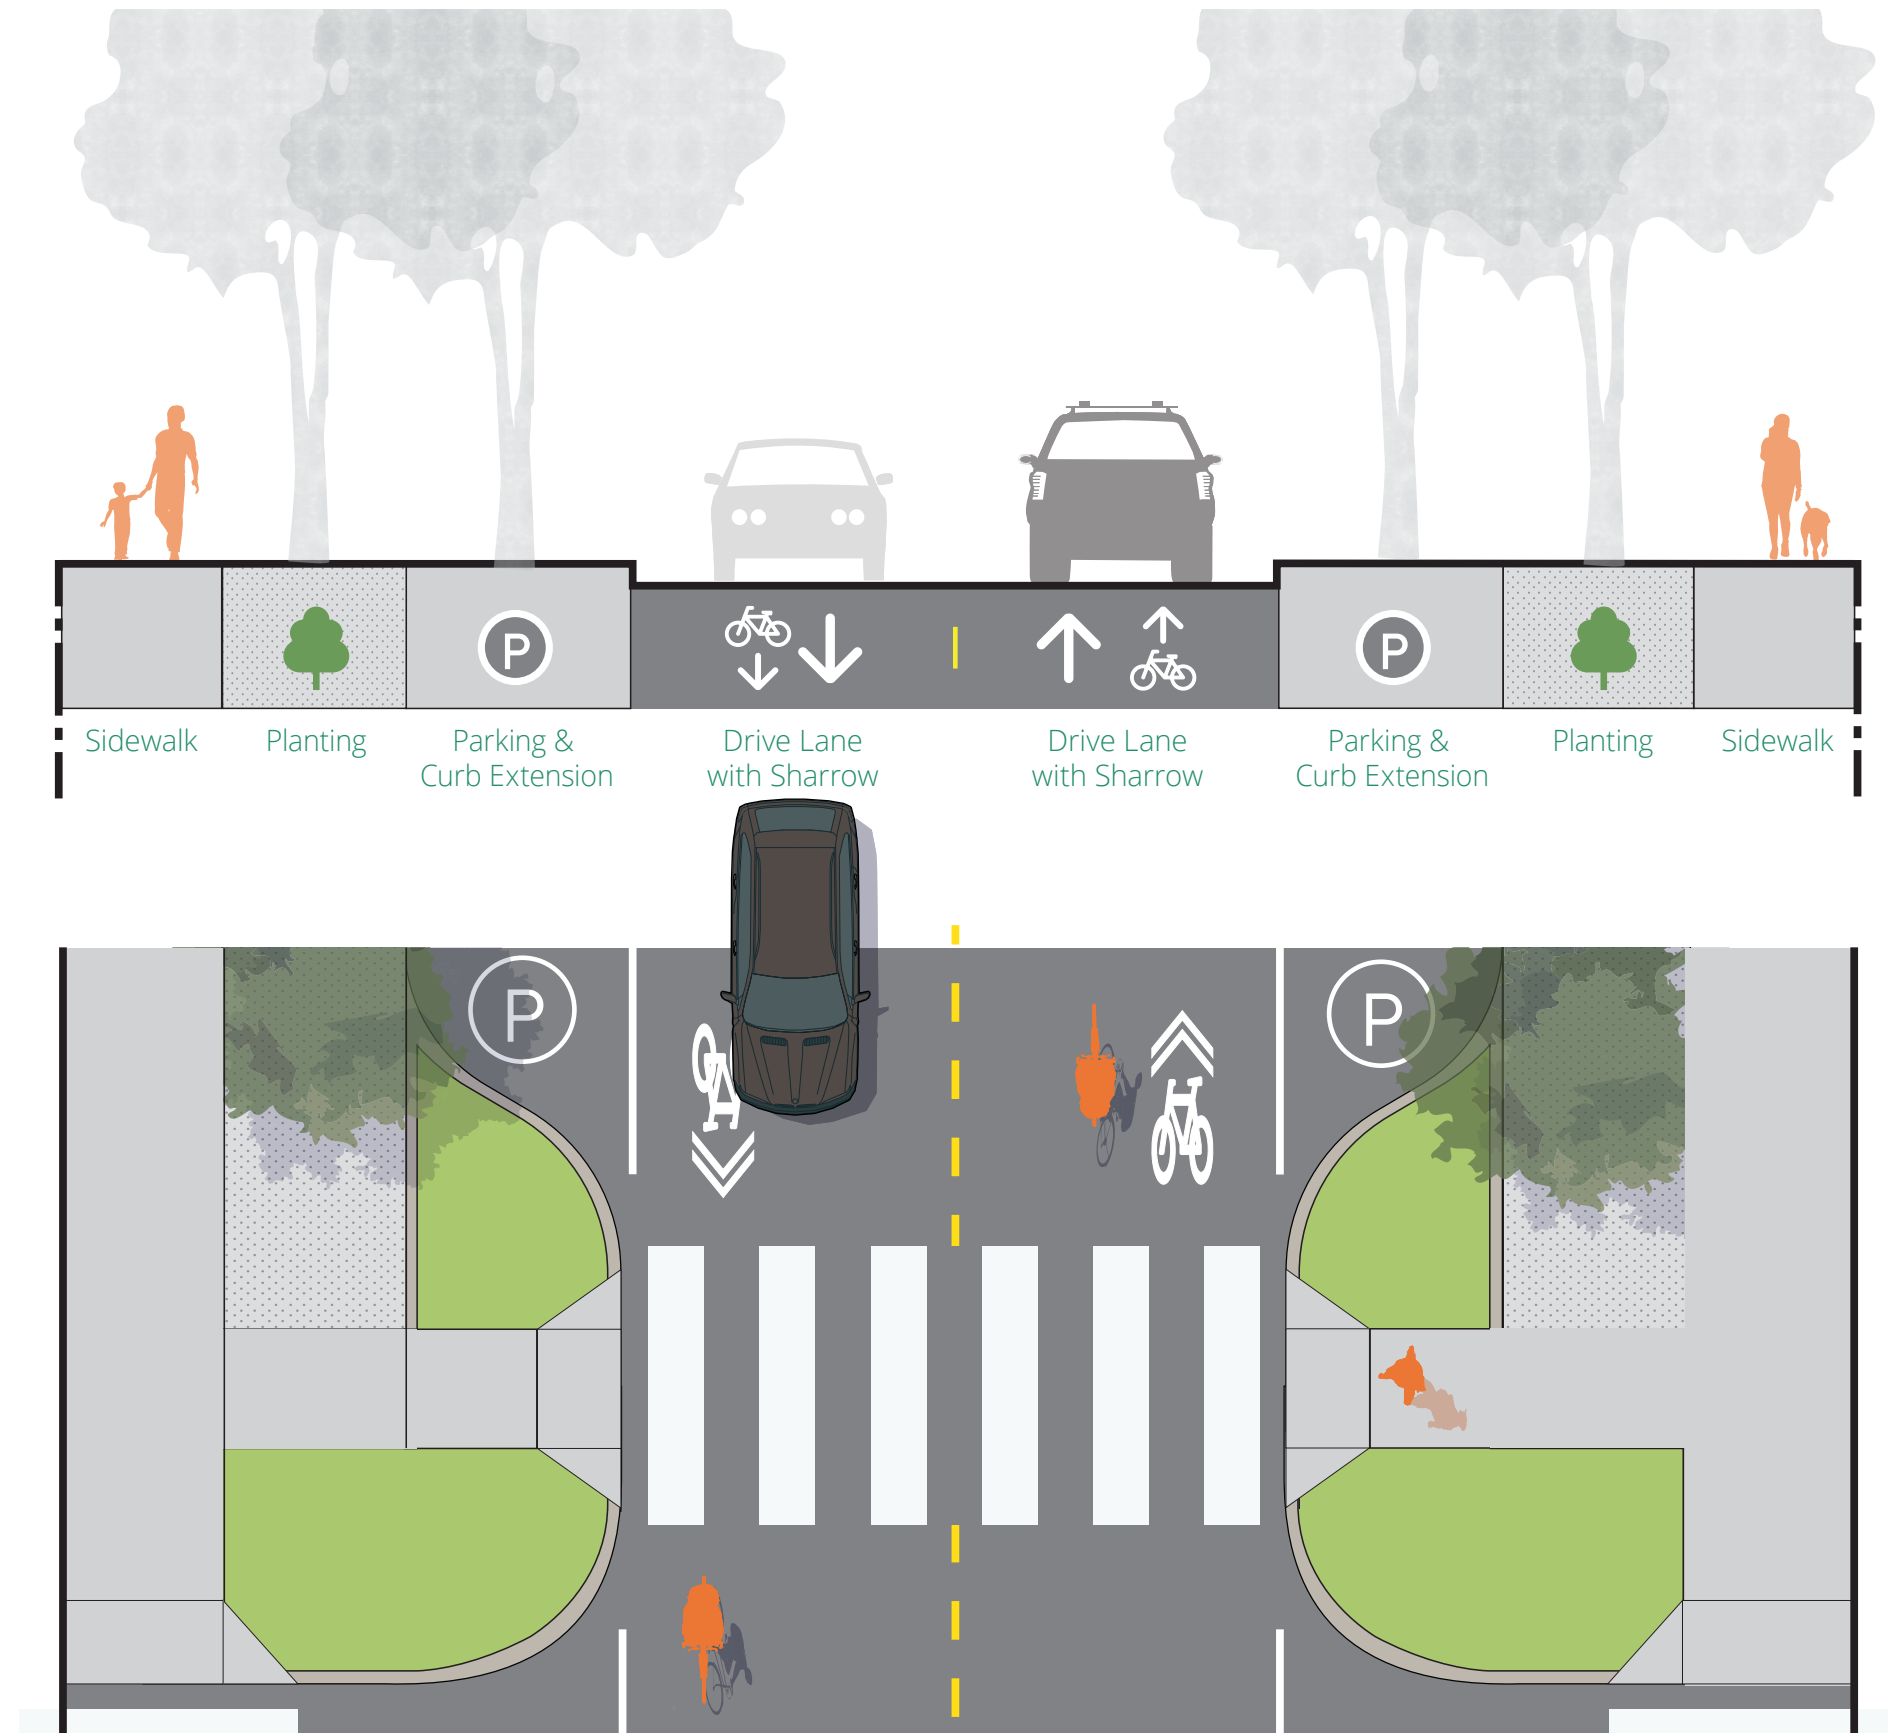 P
P
Sidewalk
Planting
Parking &
Curb Extension
Drive Lane
with Sharrow
Drive Lane
with Sharrow
Parking &
Curb Extension
Planting
Sidewalk
P
P